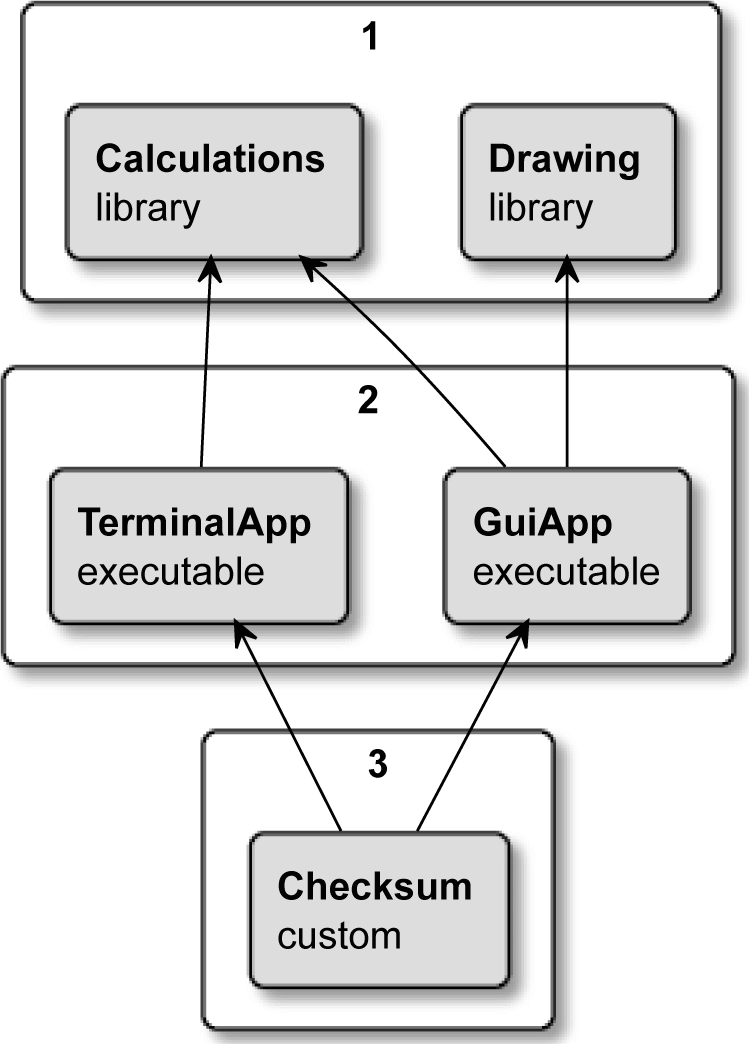 1
Calculations
library
Drawing
library
2
TerminalApp
executable
GuiApp
executable
3
Checksum
custom